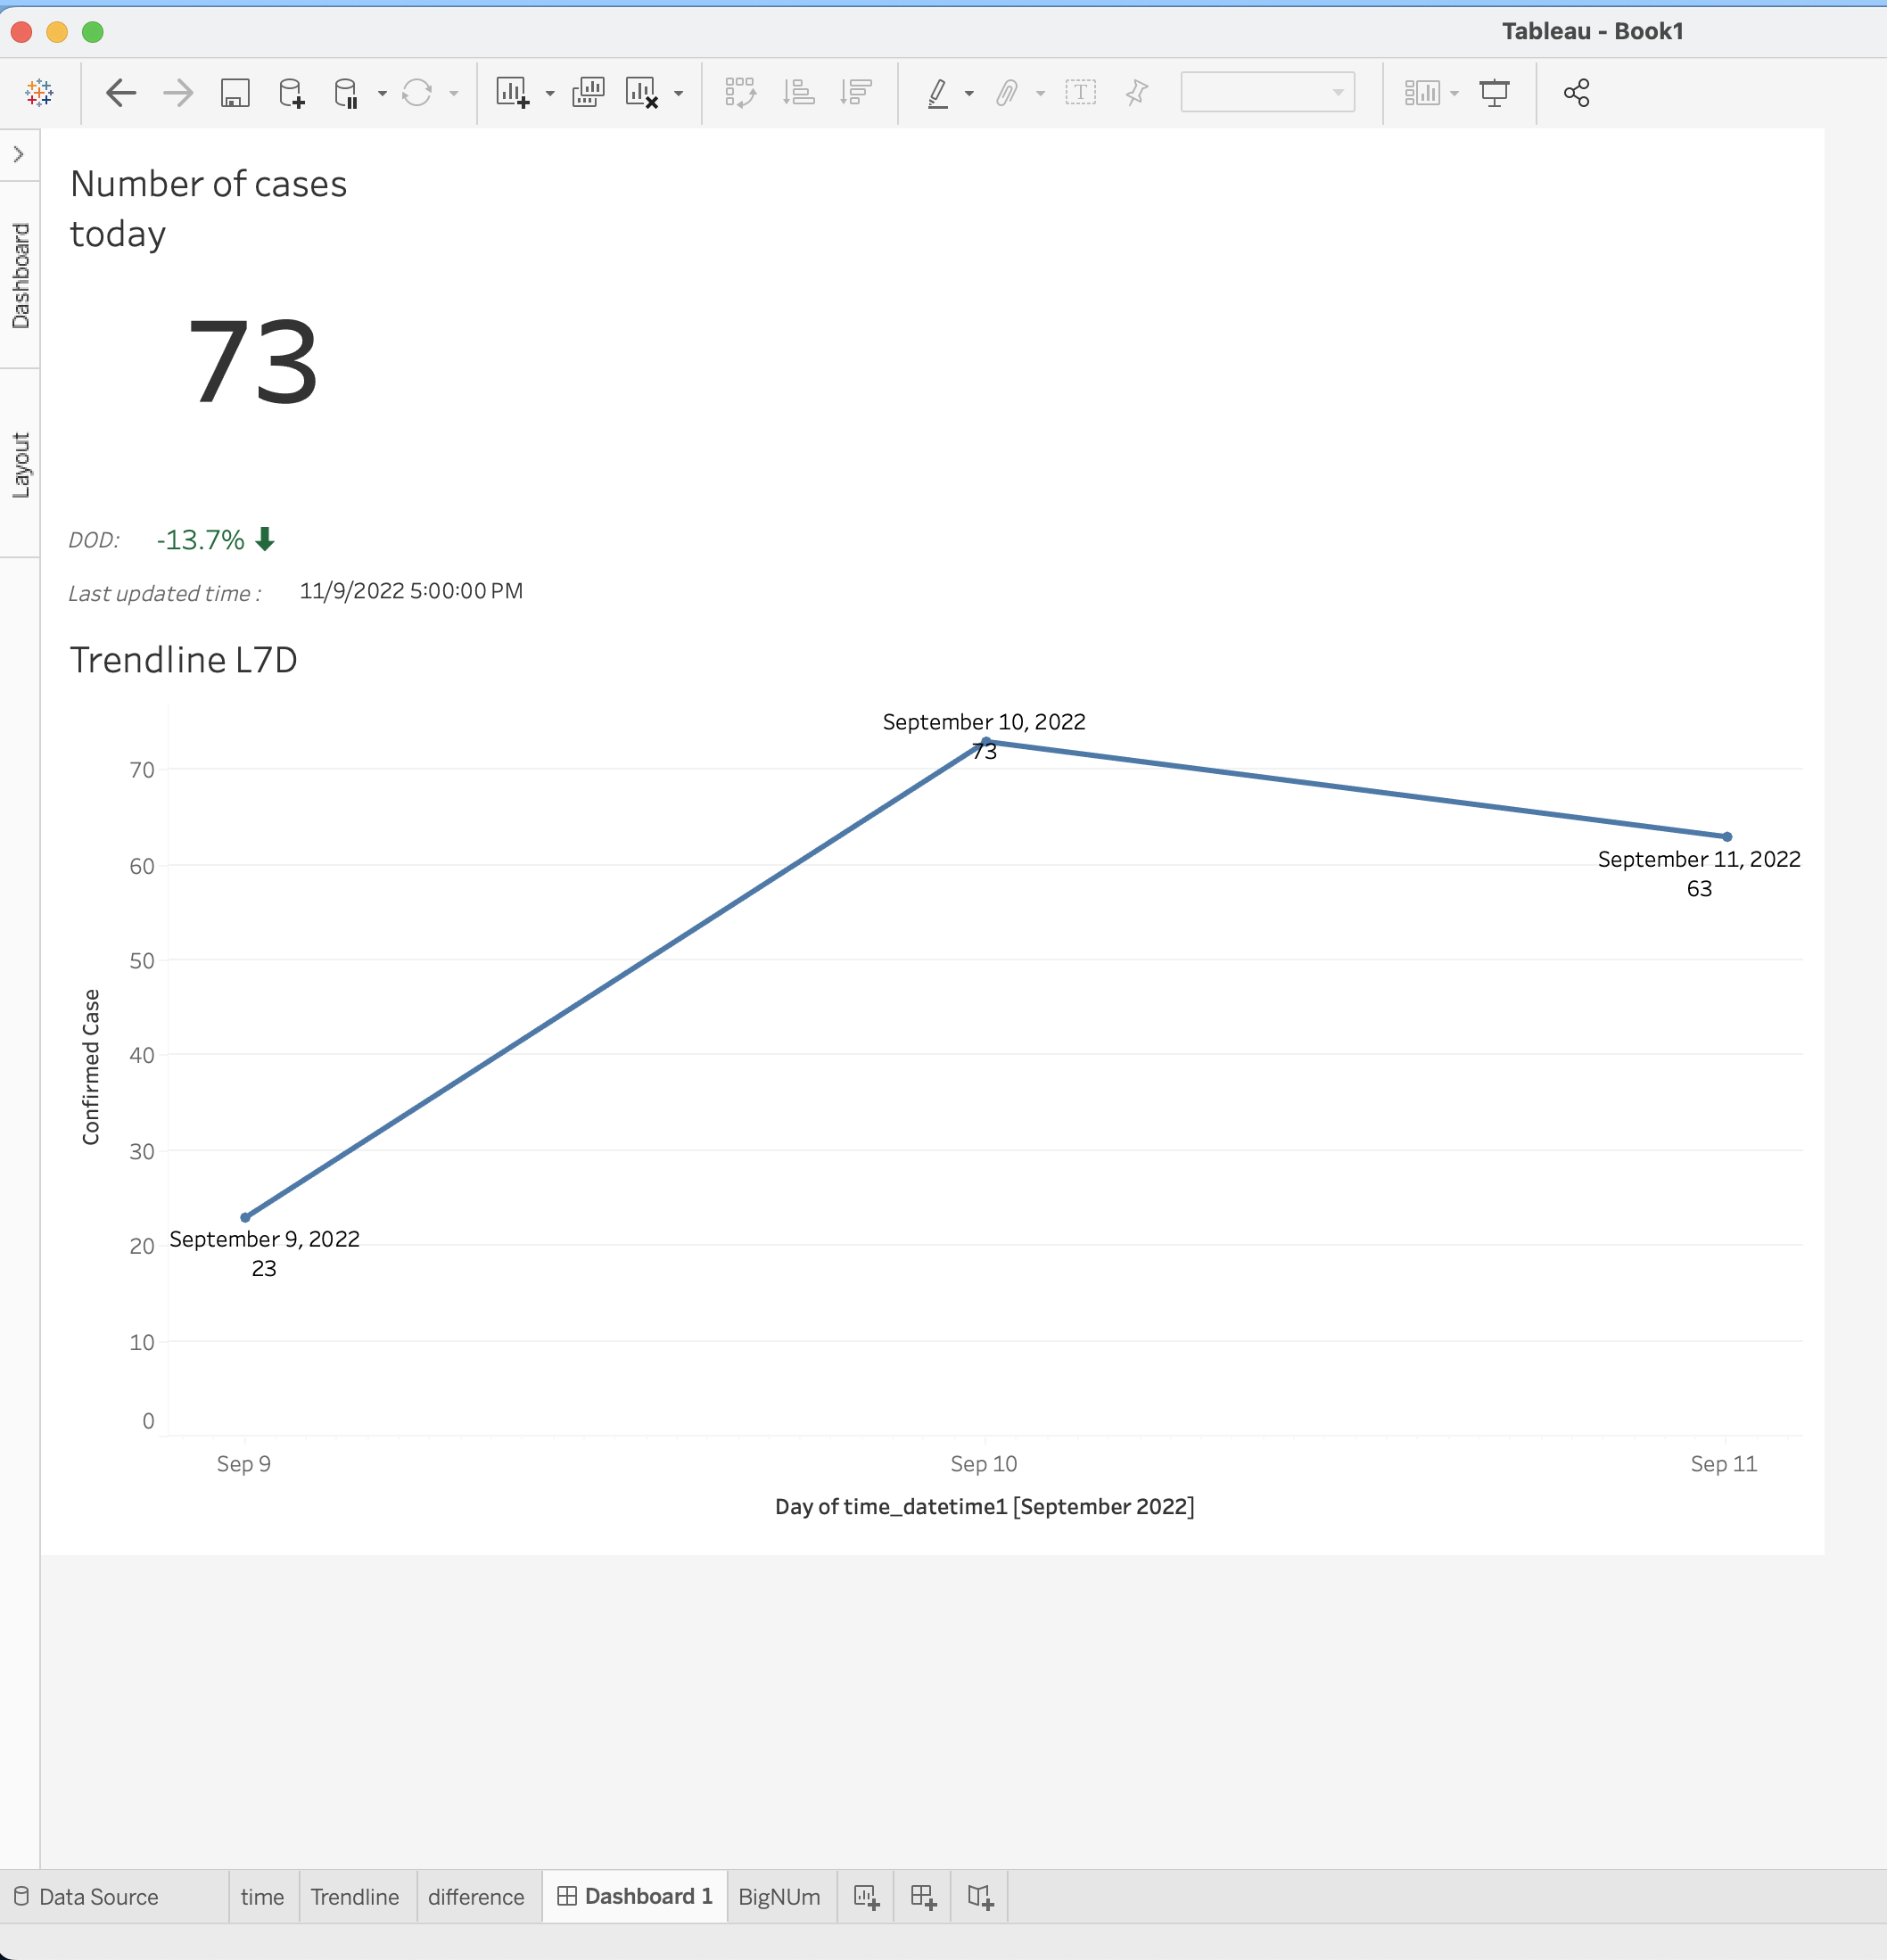 Tableau - Book1
T
Dashboard
Layout
Number of cases
today
73
DOD: -13.7%
Last updated time : 11/9/2022 5:00:00 PM
Trendline L7D
September 10, 2022
73
September 11, 2022
63
September 9, 2022
23
70
60
50
40
30
20
10
0
Confirmed Case
Sep 9 Sep 10 Sep 11
Day of time_datetime1 [September 2022]
Data Source time Trendline difference Dashboard 1 BigNUm